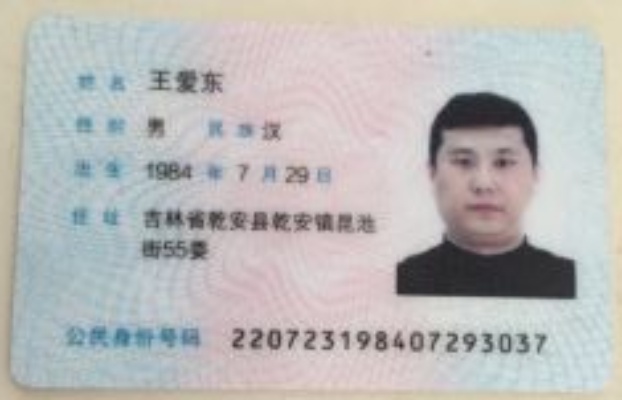 姓名 王爱东
性别 男 民族 汉
出生 1984 年 7 月 29 日
住址 吉林省乾安县乾安镇昆池
街55委
公民身份号码 220723198407293037